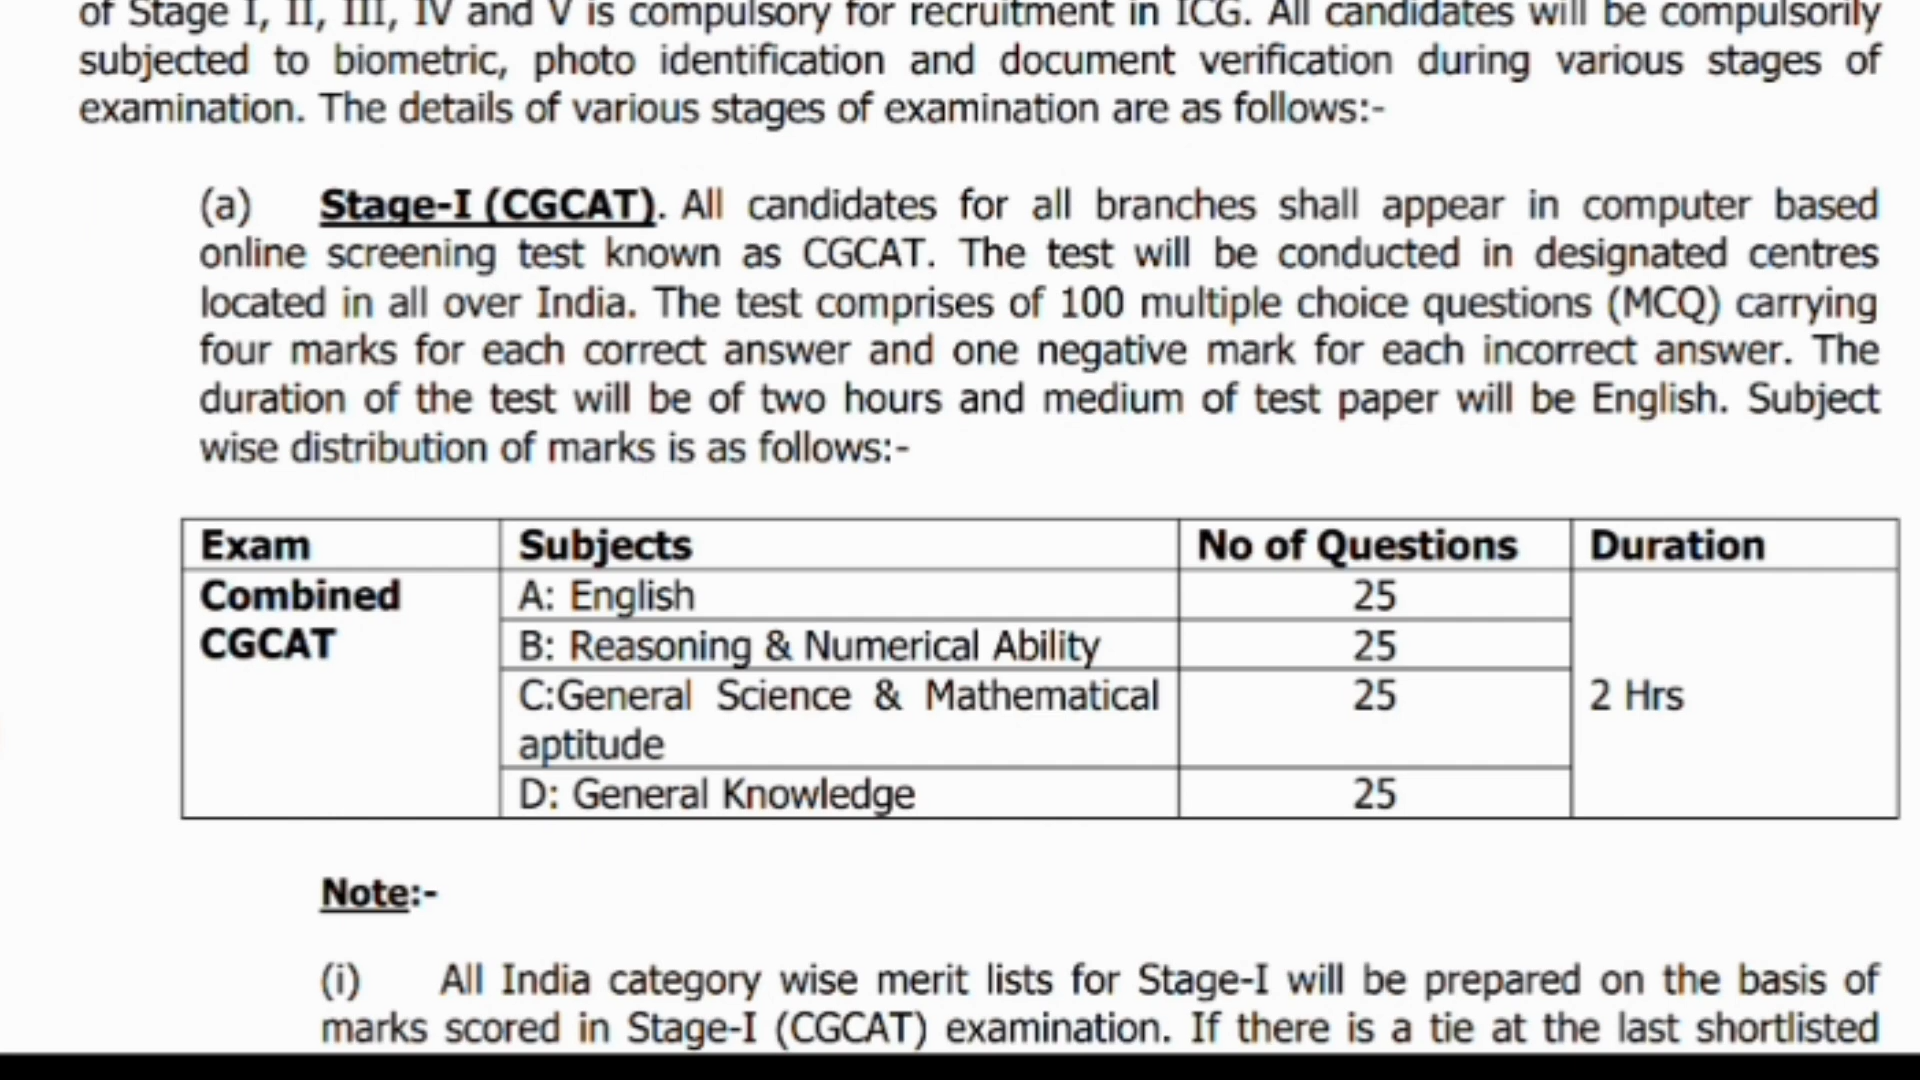 of Stage I, II, III, IV and V is compulsory for recruitment in ICG. All candidates will be compulsorily
subjected to biometric, photo identification and document verification during various stages of
examination. The details of various stages of examination are as follows:-
(a) Stage-I (CGCAT). All candidates for all branches shall appear in computer based
online screening test known as CGCAT. The test will be conducted in designated centres
located in all over India. The test comprises of 100 multiple choice questions (MCQ) carrying
four marks for each correct answer and one negative mark for each incorrect answer. The
duration of the test will be of two hours and medium of test paper will be English. Subject
wise distribution of marks is as follows:-
Exam Subjects No of Questions Duration
Combined A: English 25
CGCAT B: Reasoning & Numerical Ability 25
C:General Science & Mathematical 25 2 Hrs
aptitude
D: General Knowledge 25
Note:-
(i) All India category wise merit lists for Stage-I will be prepared on the basis of
marks scored in Stage-I (CGCAT) examination. If there is a tie at the last shortlisted